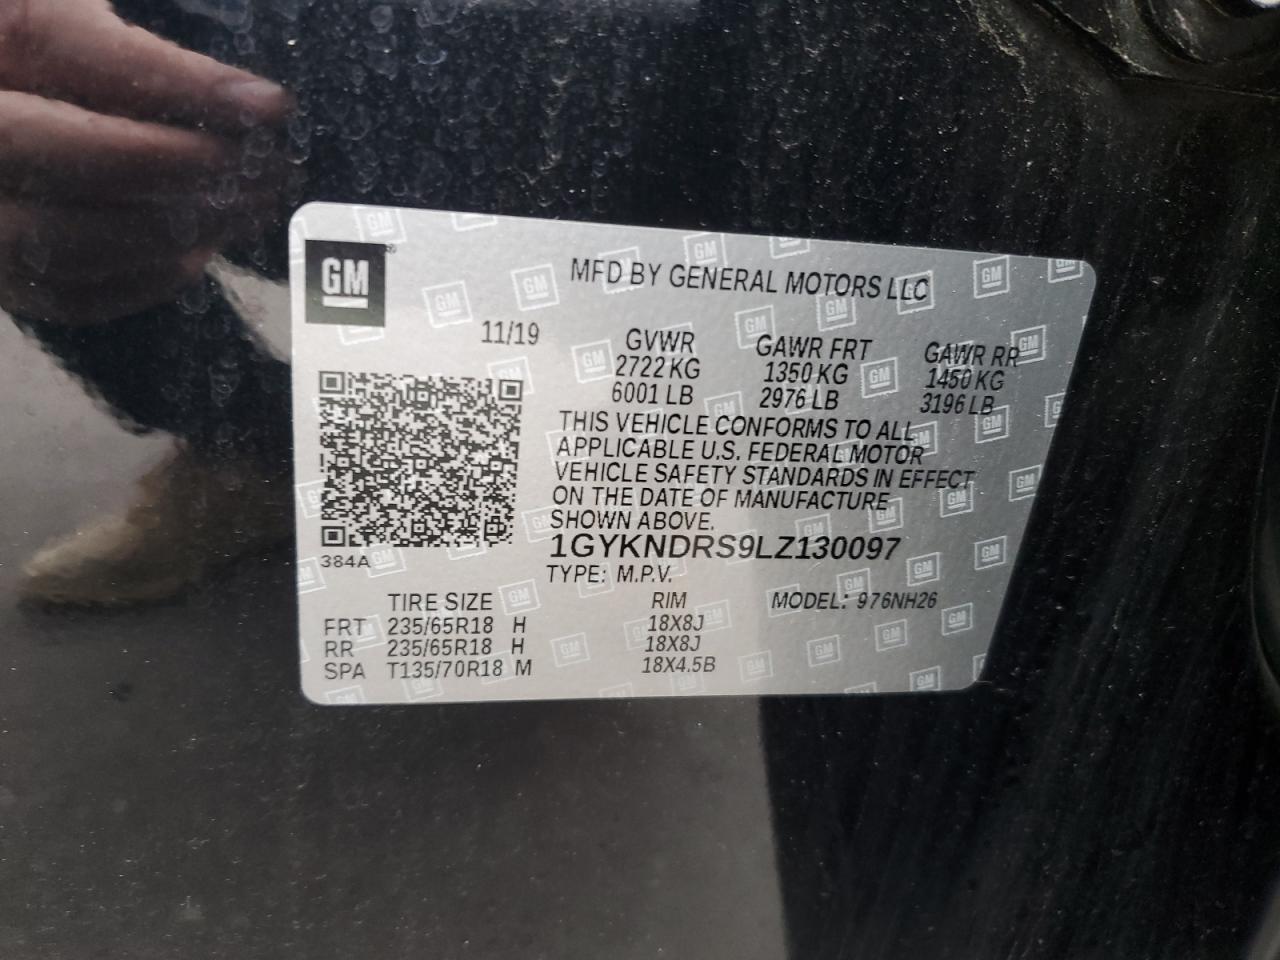 GM
MFD BY GENERAL MOTORS LLC
11/19 GVWR GAWR FRT GAWR RR
2722 KG 1350 KG 1450 KG
6001 LB 2976 LB 3196 LB
THIS VEHICLE CONFORMS TO ALL
APPLICABLE U.S. FEDERAL MOTOR
VEHICLE SAFETY STANDARDS IN EFFECT
ON THE DATE OF MANUFACTURE
SHOWN ABOVE.
1GYKNDRS9LZ130097
384A
TYPE: M.P.V.
TIRE SIZE RIM MODEL: 976NH26
FRT 235/65R18 H 18X8J
RR 235/65R18 H 18X8J
SPA T135/70R18 M 18X4.5B